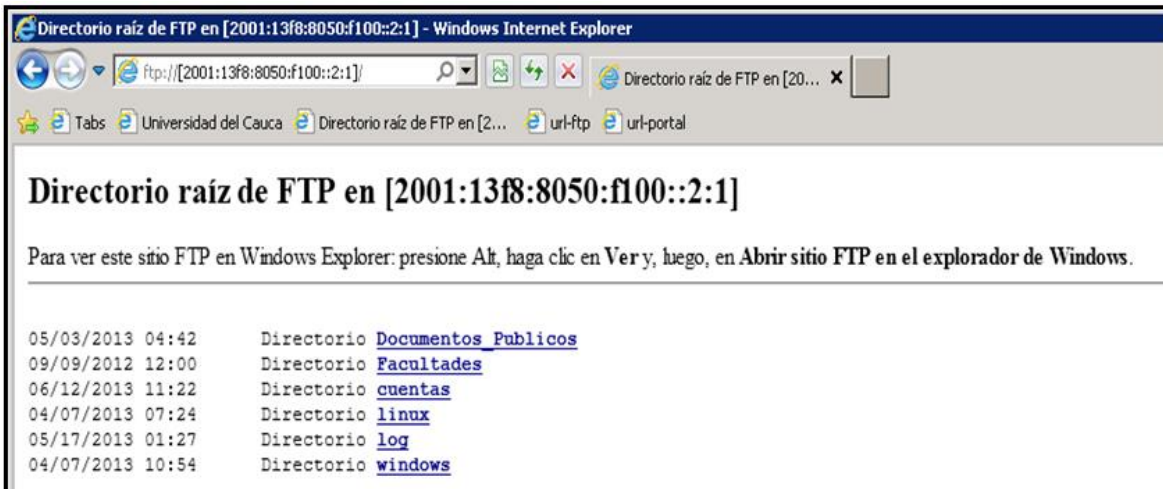 Directorio raíz de FTP en [2001:13f8:8050:f100::2:1] - Windows Internet Explorer
ftp://[2001:13f8:8050:f100::2:1]/ Directorio raíz de FTP en [20...
Tabs Universidad del Cauca Directorio raíz de FTP en [2... url-ftp url-portal
Directorio raíz de FTP en [2001:13f8:8050:f100::2:1]
Para ver este sitio FTP en Windows Explorer: presione Alt, haga clic en Ver y, luego, en Abrir sitio FTP en el explorador de Windows.
05/03/2013 04:42 Directorio Documentos_Publicos
09/09/2012 12:00 Directorio Facultades
06/12/2013 11:22 Directorio cuentas
04/07/2013 07:24 Directorio linux
05/17/2013 01:27 Directorio log
04/07/2013 10:54 Directorio windows